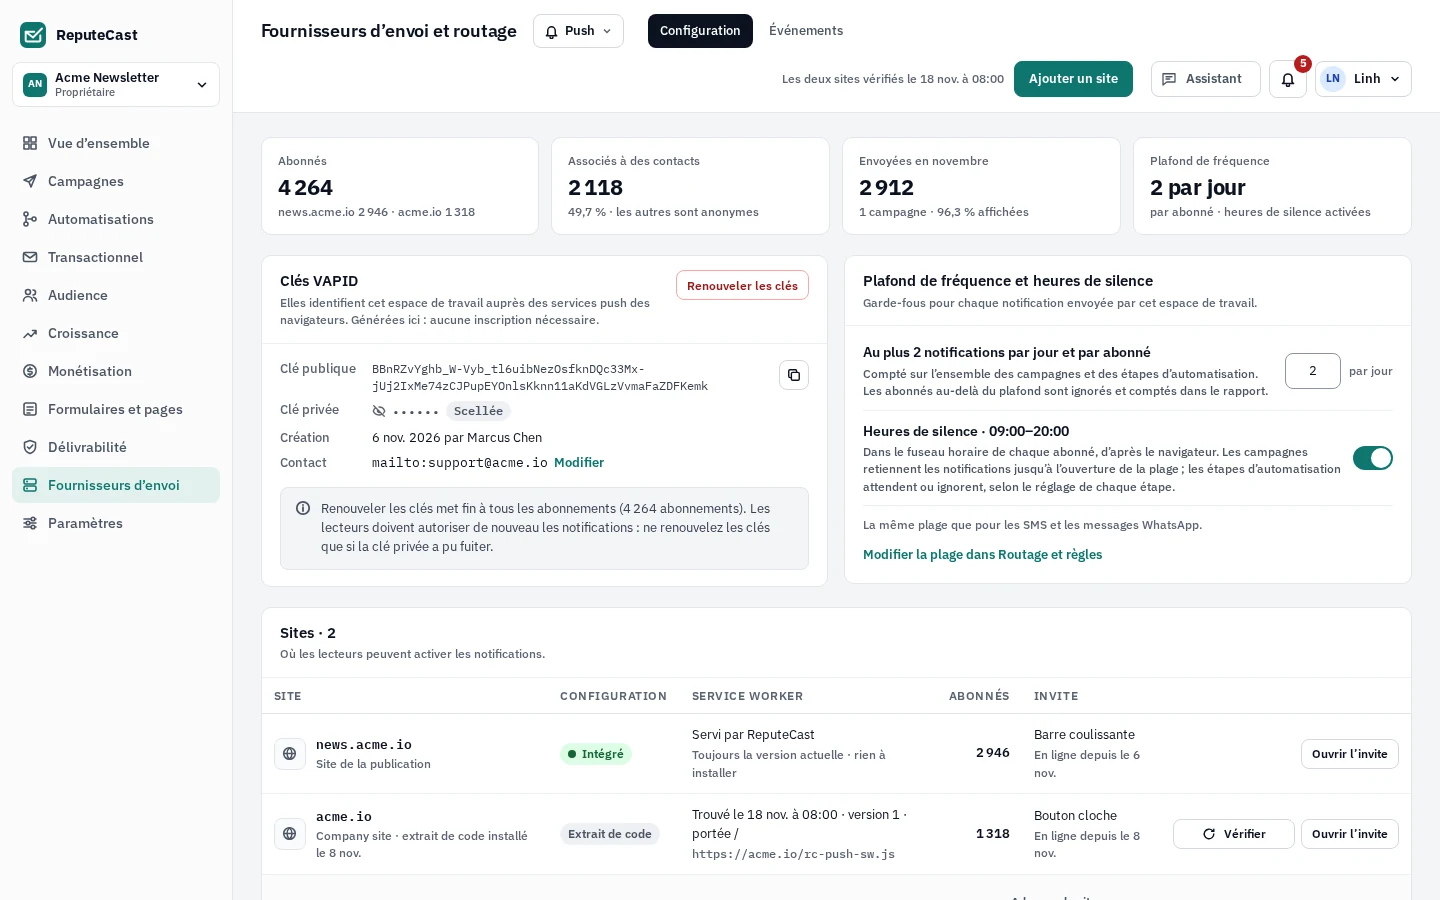 ReputeCast
AN
Acme Newsletter
Propriétaire
Vue d’ensemble
Campagnes
Automatisations
Transactionnel
Audience
Croissance
Monétisation
Formulaires et pages
Délivrabilité
Fournisseurs d’envoi
Paramètres
Fournisseurs d’envoi et routage
Push
Configuration
Événements
Les deux sites vérifiés le 18 nov. à 08:00
Ajouter un site
Assistant
5
LN
Linh
Abonnés
4 264
news.acme.io 2 946 · acme.io 1 318
Associés à des contacts
2 118
49,7 % · les autres sont anonymes
Envoyées en novembre
2 912
1 campagne · 96,3 % affichées
Plafond de fréquence
2 par jour
par abonné · heures de silence activées
Clés VAPID
Elles identifient cet espace de travail auprès des services push des
navigateurs. Générées ici : aucune inscription nécessaire.
Renouveler les clés
Clé publique
BBnRZvYghb_W-Vyb_tl6uibNezOsfknDQc33Mx-
jUj2IxMe74zCJPupEYOnlsKknn11aKdVGLzVvmaFaZDFKemk
Clé privée
••••••
Scellée
Création
6 nov. 2026 par Marcus Chen
Contact
mailto:support@acme.io
Modifier
Renouveler les clés met fin à tous les abonnements (4 264 abonnements). Les
lecteurs doivent autoriser de nouveau les notifications : ne renouvelez les clés
que si la clé privée a pu fuiter.
Plafond de fréquence et heures de silence
Garde-fous pour chaque notification envoyée par cet espace de travail.
Au plus 2 notifications par jour et par abonné
Compté sur l’ensemble des campagnes et des étapes d’automatisation.
Les abonnés au-delà du plafond sont ignorés et comptés dans le rapport.
2
par jour
Heures de silence · 09:00–20:00
Dans le fuseau horaire de chaque abonné, d’après le navigateur. Les campagnes
retiennent les notifications jusqu’à l’ouverture de la plage ; les étapes d’automatisation
attendent ou ignorent, selon le réglage de chaque étape.
La même plage que pour les SMS et les messages WhatsApp.
Modifier la plage dans Routage et règles
Sites · 2
Où les lecteurs peuvent activer les notifications.
SITE
CONFIGURATION
SERVICE WORKER
ABONNÉS
INVITE
news.acme.io
Site de la publication
Intégré
Servi par ReputeCast
Toujours la version actuelle · rien à
installer
2 946
Barre coulissante
En ligne depuis le 6
nov.
Ouvrir l’invite
acme.io
Company site · extrait de code installé
le 8 nov.
Extrait de code
Trouvé le 18 nov. à 08:00 · version 1 ·
portée /
https://acme.io/rc-push-sw.js
1 318
Bouton cloche
En ligne depuis le 8
nov.
Vérifier
Ouvrir l’invite